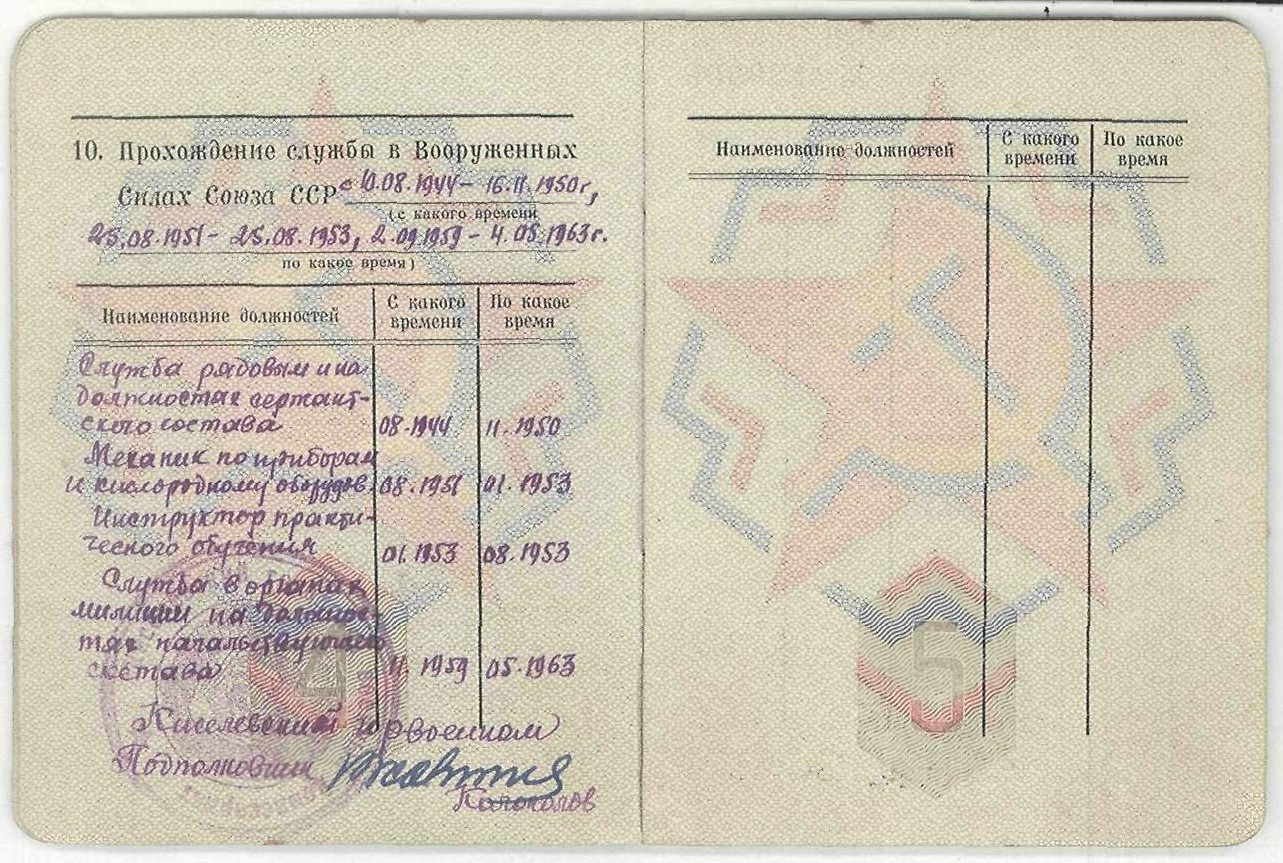 10. Прохождение службы в Вооруженных
Силах Союза ССР с 10.08.1944 – 16.11.1950 г,
(с какого времени
25.08.1951 – 25.08.1953, 2.09.1959 – 4.05.1963 г.
по какое время)
Наименование должностей С какого времени По какое время
Служба рядовым и на
должностях сержант-
ского состава 08.1944 11.1950
Механик по приборам
и кислородному оборудов. 08.1951 01.1953
Инструктор практи-
ческого обучения 01.1953 08.1953
Служба в органах
милиции на должнос-
тях начальствующего
состава 11.1959 05.1963
4
Киселевский горвоенком
Подполковник
Колоколов
Наименование должностей С какого времени По какое время
5